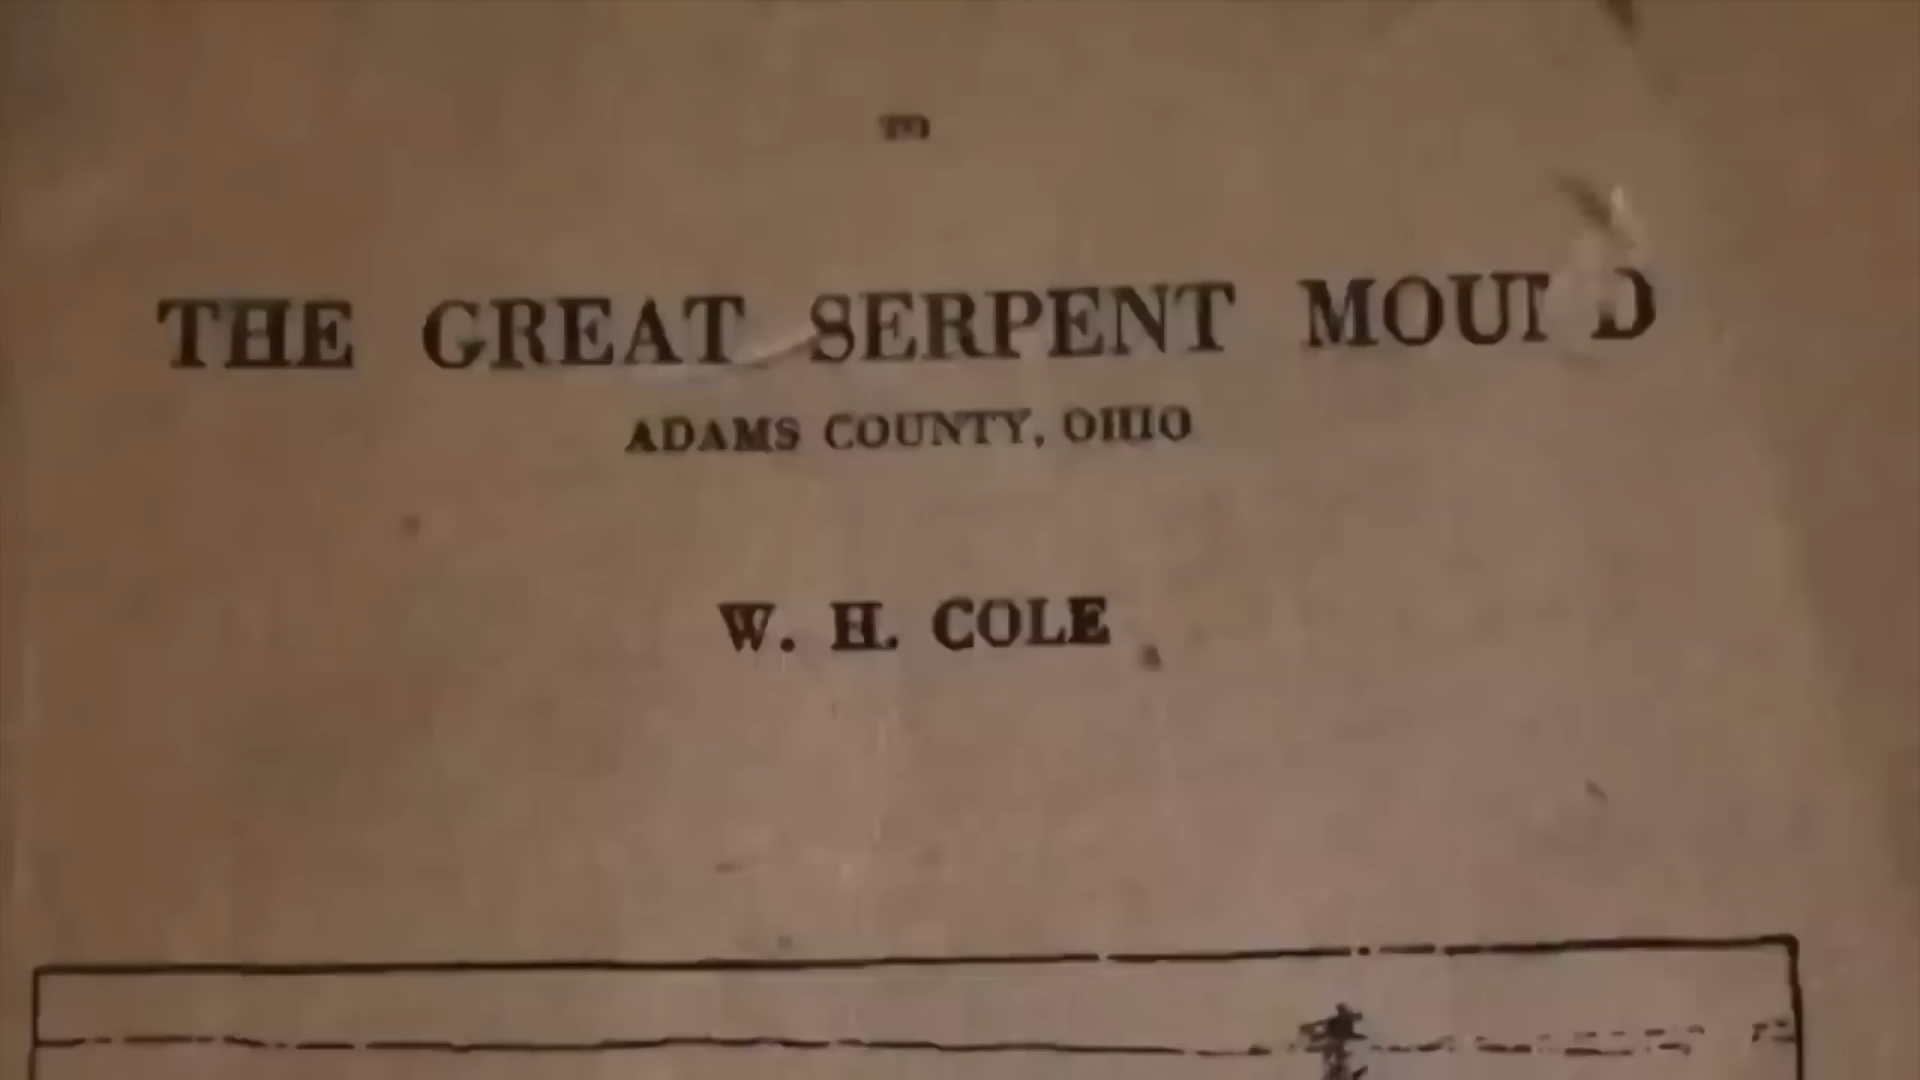 THE GREAT SERPENT MOUND
ADAMS COUNTY, OHIO
W. H. COLE